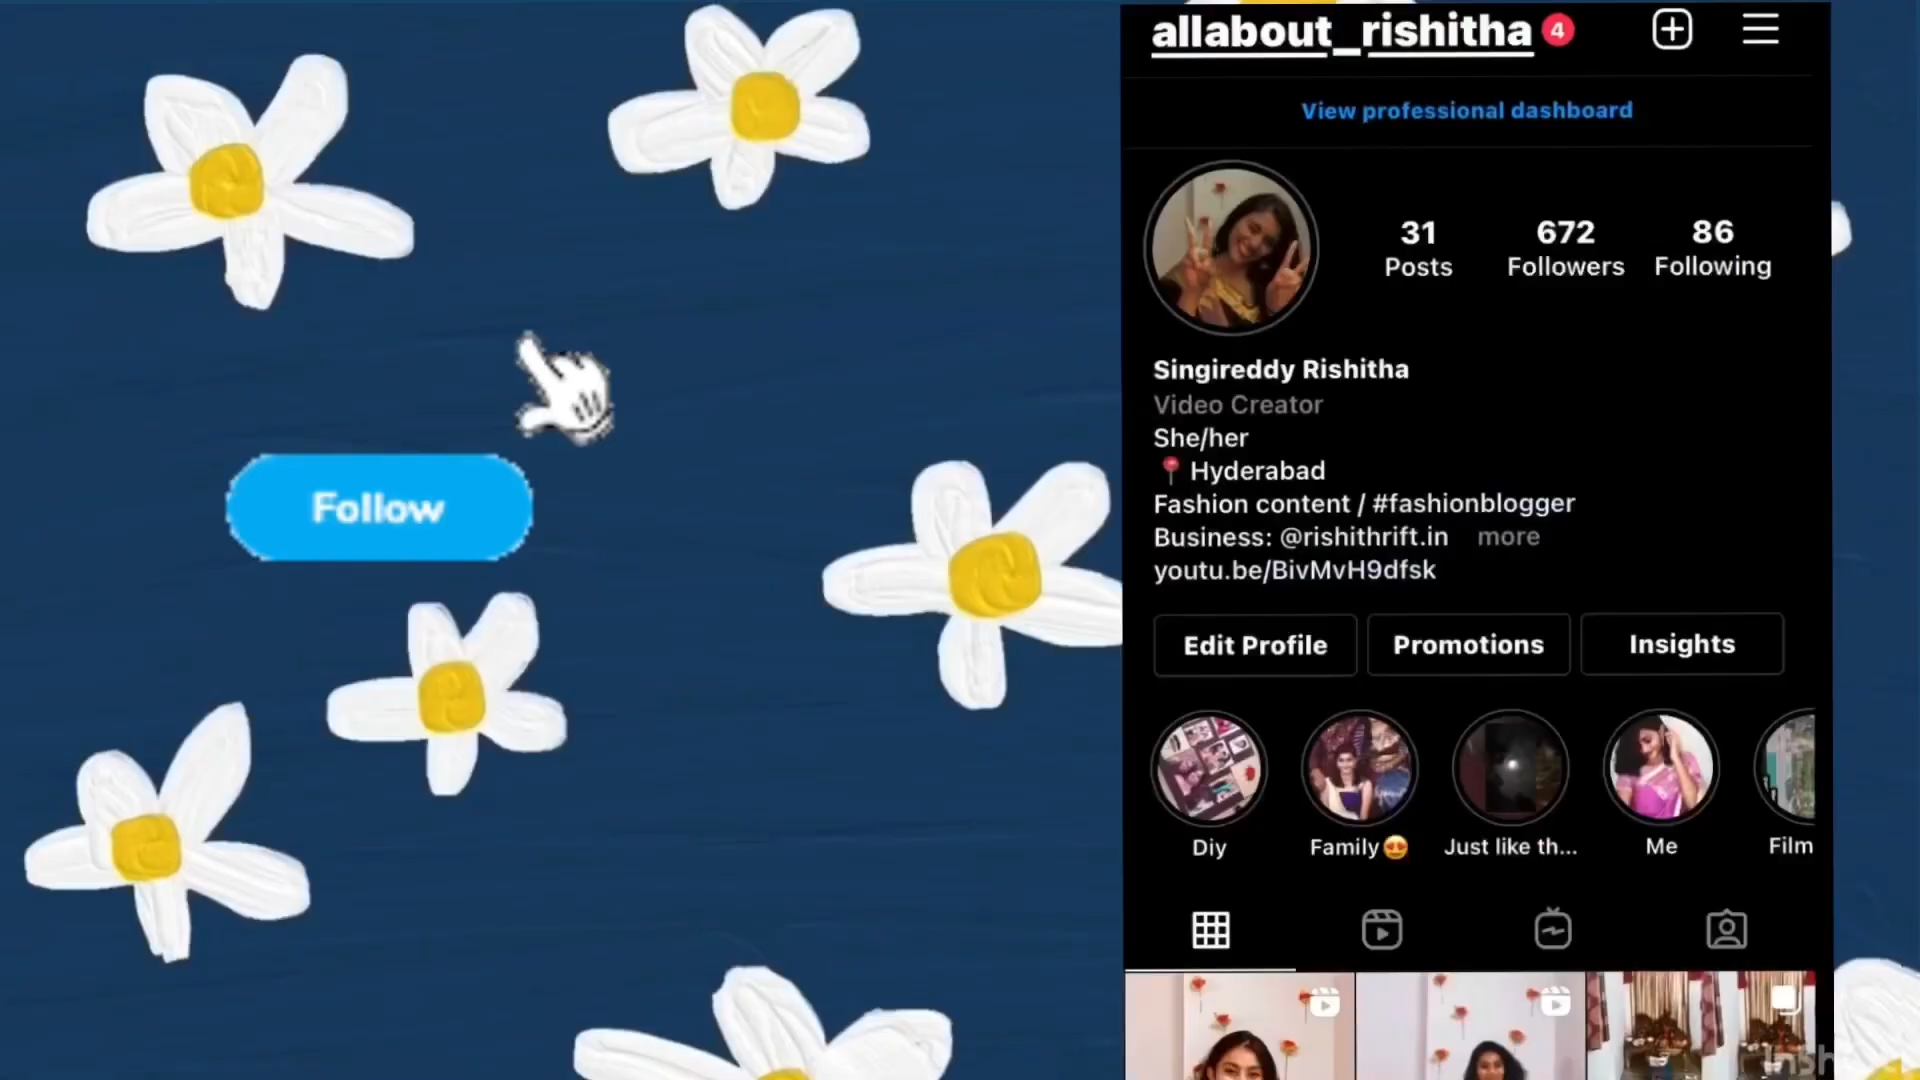 allabout_rishitha 4
View professional dashboard
31 672 86
Posts Followers Following
Singireddy Rishitha
Video Creator
She/her
📍 Hyderabad
Fashion content / #fashionblogger
Business: @rishithrift.in more
youtu.be/BivMvH9dfsk
Follow
Edit Profile Promotions Insights
Diy Family😍 Just like th... Me Film